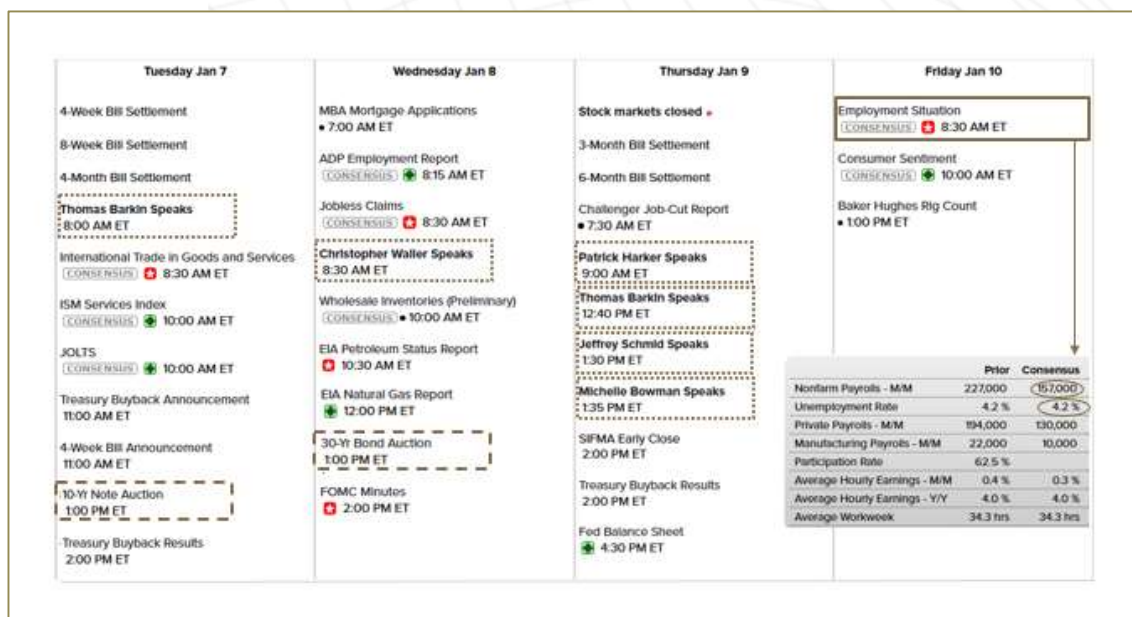 Tuesday Jan 7
4-Week Bill Settlement
8-Week Bill Settlement
4-Month Bill Settlement
Thomas Barkin Speaks
8:00 AM ET
International Trade in Goods and Services
CONSENSUS 8:30 AM ET
ISM Services Index
CONSENSUS 10:00 AM ET
JOLTS
CONSENSUS 10:00 AM ET
Treasury Buyback Announcement
11:00 AM ET
4-Week Bill Announcement
11:00 AM ET
10-Yr Note Auction
1:00 PM ET
Treasury Buyback Results
2:00 PM ET
Wednesday Jan 8
MBA Mortgage Applications
• 7:00 AM ET
ADP Employment Report
CONSENSUS 8:15 AM ET
Jobless Claims
CONSENSUS 8:30 AM ET
Christopher Waller Speaks
8:30 AM ET
Wholesale Inventories (Preliminary)
CONSENSUS • 10:00 AM ET
EIA Petroleum Status Report
10:30 AM ET
EIA Natural Gas Report
12:00 PM ET
30-Yr Bond Auction
1:00 PM ET
FOMC Minutes
2:00 PM ET
Thursday Jan 9
Stock markets closed
3-Month Bill Settlement
6-Month Bill Settlement
Challenger Job-Cut Report
• 7:30 AM ET
Patrick Harker Speaks
9:00 AM ET
Thomas Barkin Speaks
12:40 PM ET
Jeffrey Schmid Speaks
1:30 PM ET
Michelle Bowman Speaks
1:35 PM ET
SIFMA Early Close
2:00 PM ET
Treasury Buyback Results
2:00 PM ET
Fed Balance Sheet
4:30 PM ET
Friday Jan 10
Employment Situation
CONSENSUS 8:30 AM ET
Consumer Sentiment
CONSENSUS 10:00 AM ET
Baker Hughes Rig Count
• 1:00 PM ET
Prior Consensus
Nonfarm Payrolls - M/M 227,000 157,000
Unemployment Rate 4.2 % 4.2 %
Private Payrolls - M/M 194,000 130,000
Manufacturing Payrolls - M/M 22,000 10,000
Participation Rate 62.5 %
Average Hourly Earnings - M/M 0.4 % 0.3 %
Average Hourly Earnings - Y/Y 4.0 % 4.0 %
Average Workweek 34.3 hrs 34.3 hrs